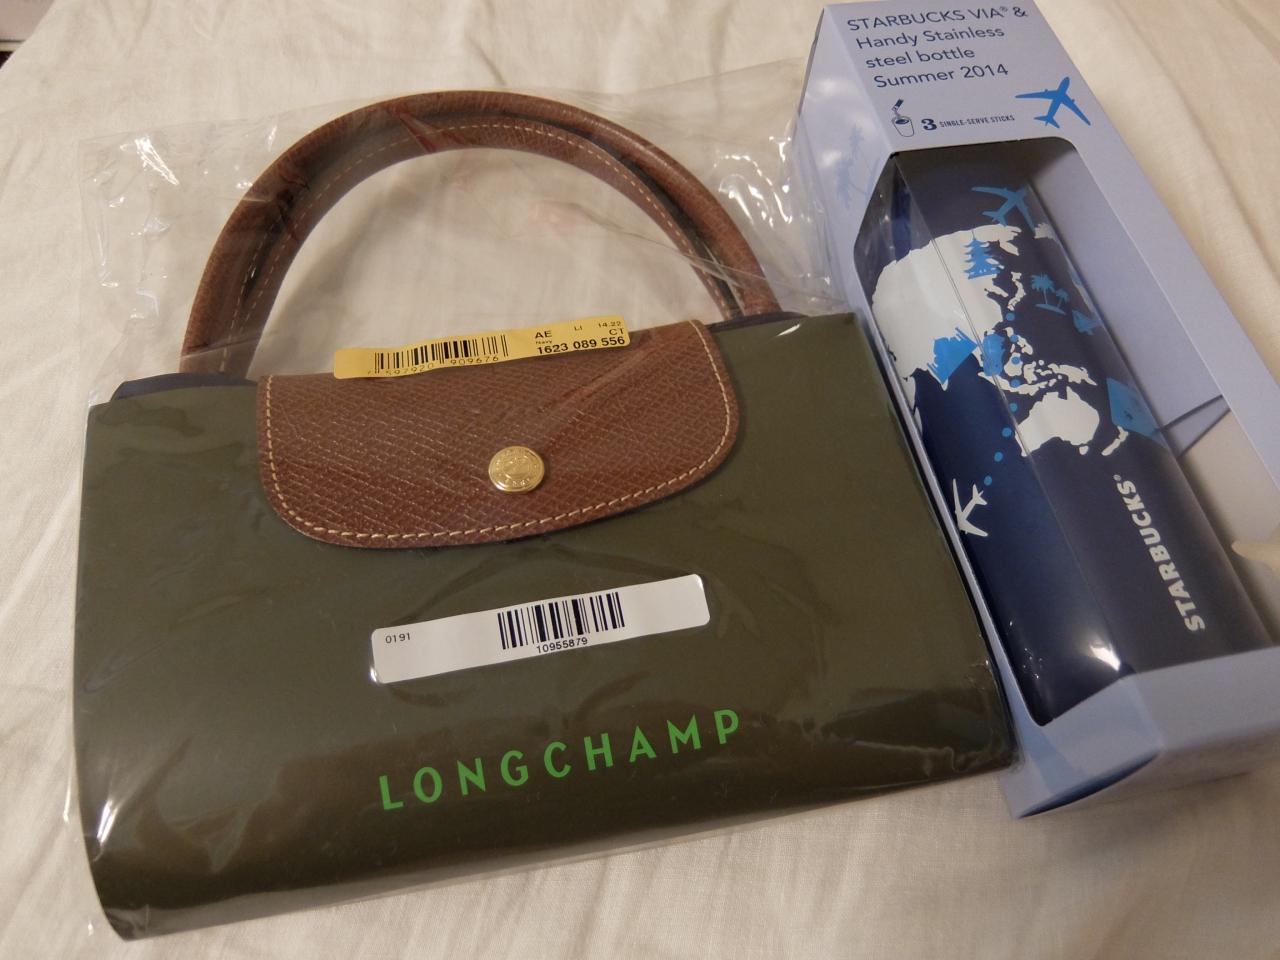 STARBUCKS VIA® &
Handy Stainless
steel bottle
Summer 2014
3 SINGLE-SERVE STICKS
STARBUCKS®
AE LI 14.22
Navy CT
1623 089 556
597920 909676
0191
10955879
LONGCHAMP